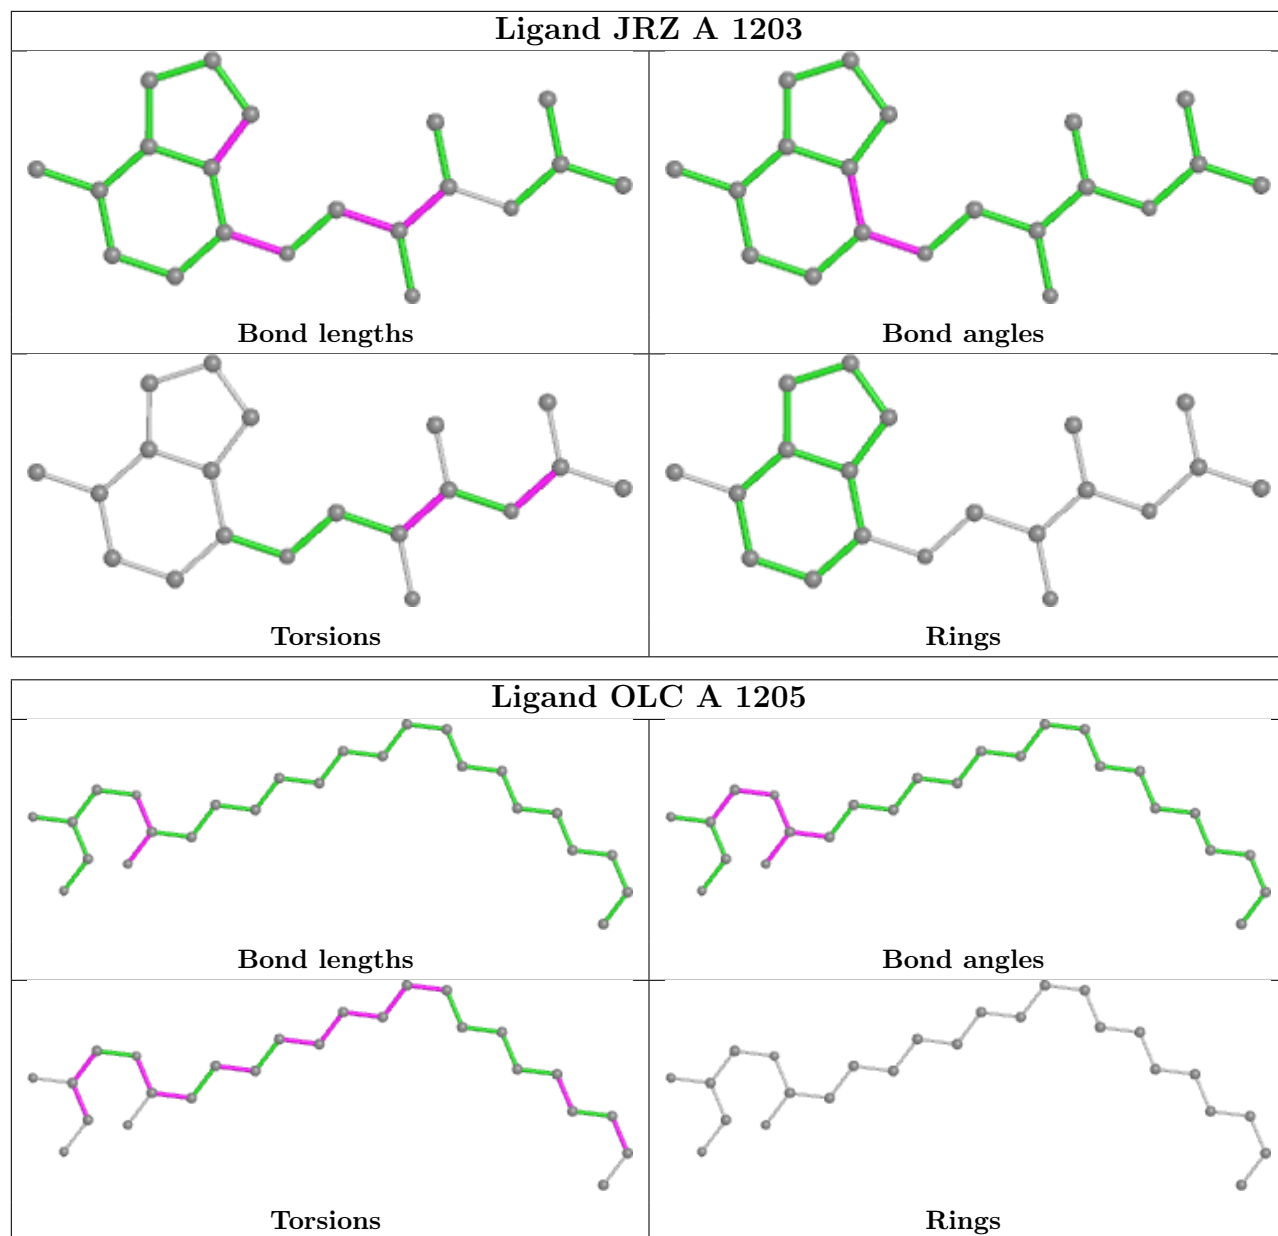 Ligand JRZ A 1203
Bond lengths
Bond angles
Torsions
Rings
Ligand OLC A 1205
Bond lengths
Bond angles
Torsions
Rings